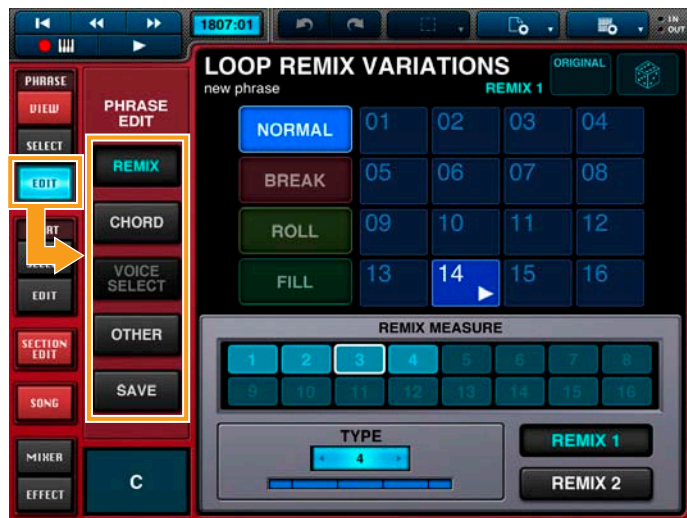 1807:01
IN
OUT
PHRASE
VIEW
SELECT
EDIT
EDIT
SECTION
EDIT
SONG
MIXER
EFFECT
PHRASE
EDIT
REMIX
CHORD
VOICE
SELECT
OTHER
SAVE
C
LOOP REMIX VARIATIONS
new phrase
REMIX 1
ORIGINAL
NORMAL 01 02 03 04
BREAK 05 06 07 08
ROLL 09 10 11 12
FILL 13 14 15 16
REMIX MEASURE
1 2 3 4 5 6 7 8
9 10 11 12 13 14 15 16
TYPE
4
REMIX 1
REMIX 2